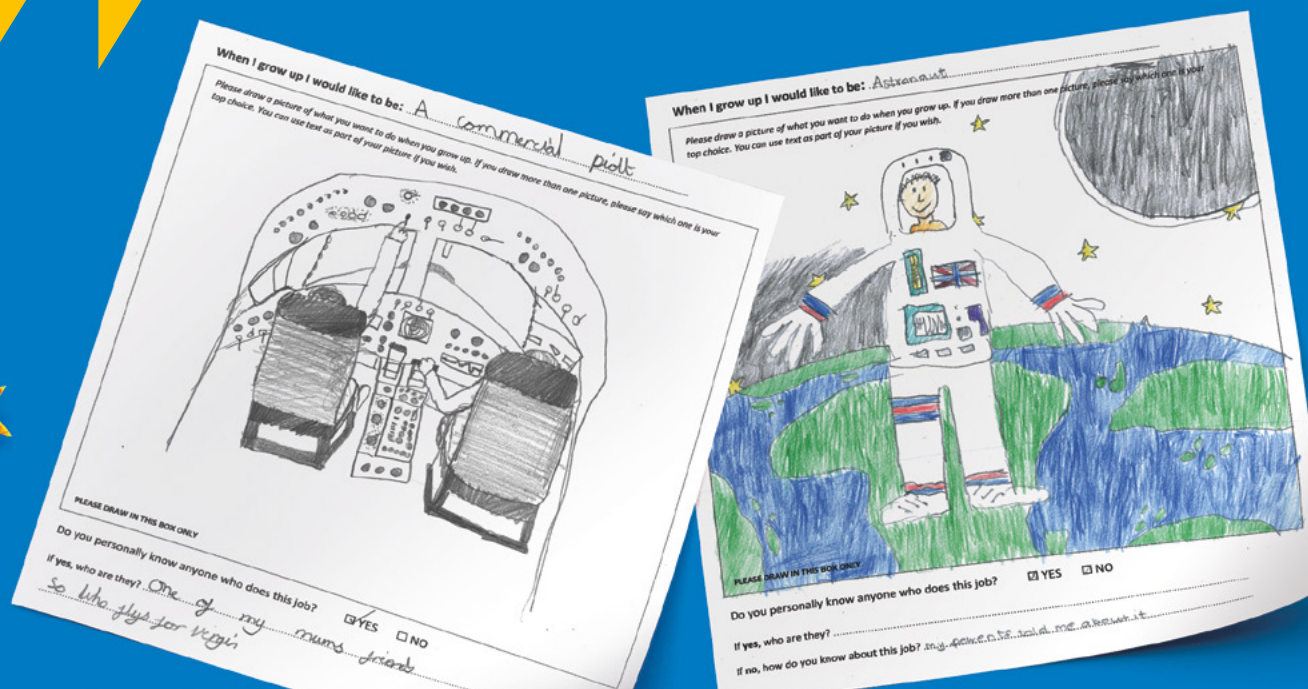 When I grow up I would like to be: A commercial piolt
Please draw a picture of what you want to do when you grow up. If you draw more than one picture, please say which one is your
top choice. You can use text as part of your picture if you wish.
PLEASE DRAW IN THIS BOX ONLY
Do you personally know anyone who does this job? YES NO
If yes, who are they? One of my mums friends
so who flys for Virgin
When I grow up I would like to be: Astronaut
Please draw a picture of what you want to do when you grow up. If you draw more than one picture, please say which one is your
top choice. You can use text as part of your picture if you wish.
PLEASE DRAW IN THIS BOX ONLY
Do you personally know anyone who does this job? YES NO
If yes, who are they?
If no, how do you know about this job? my perents told me about it